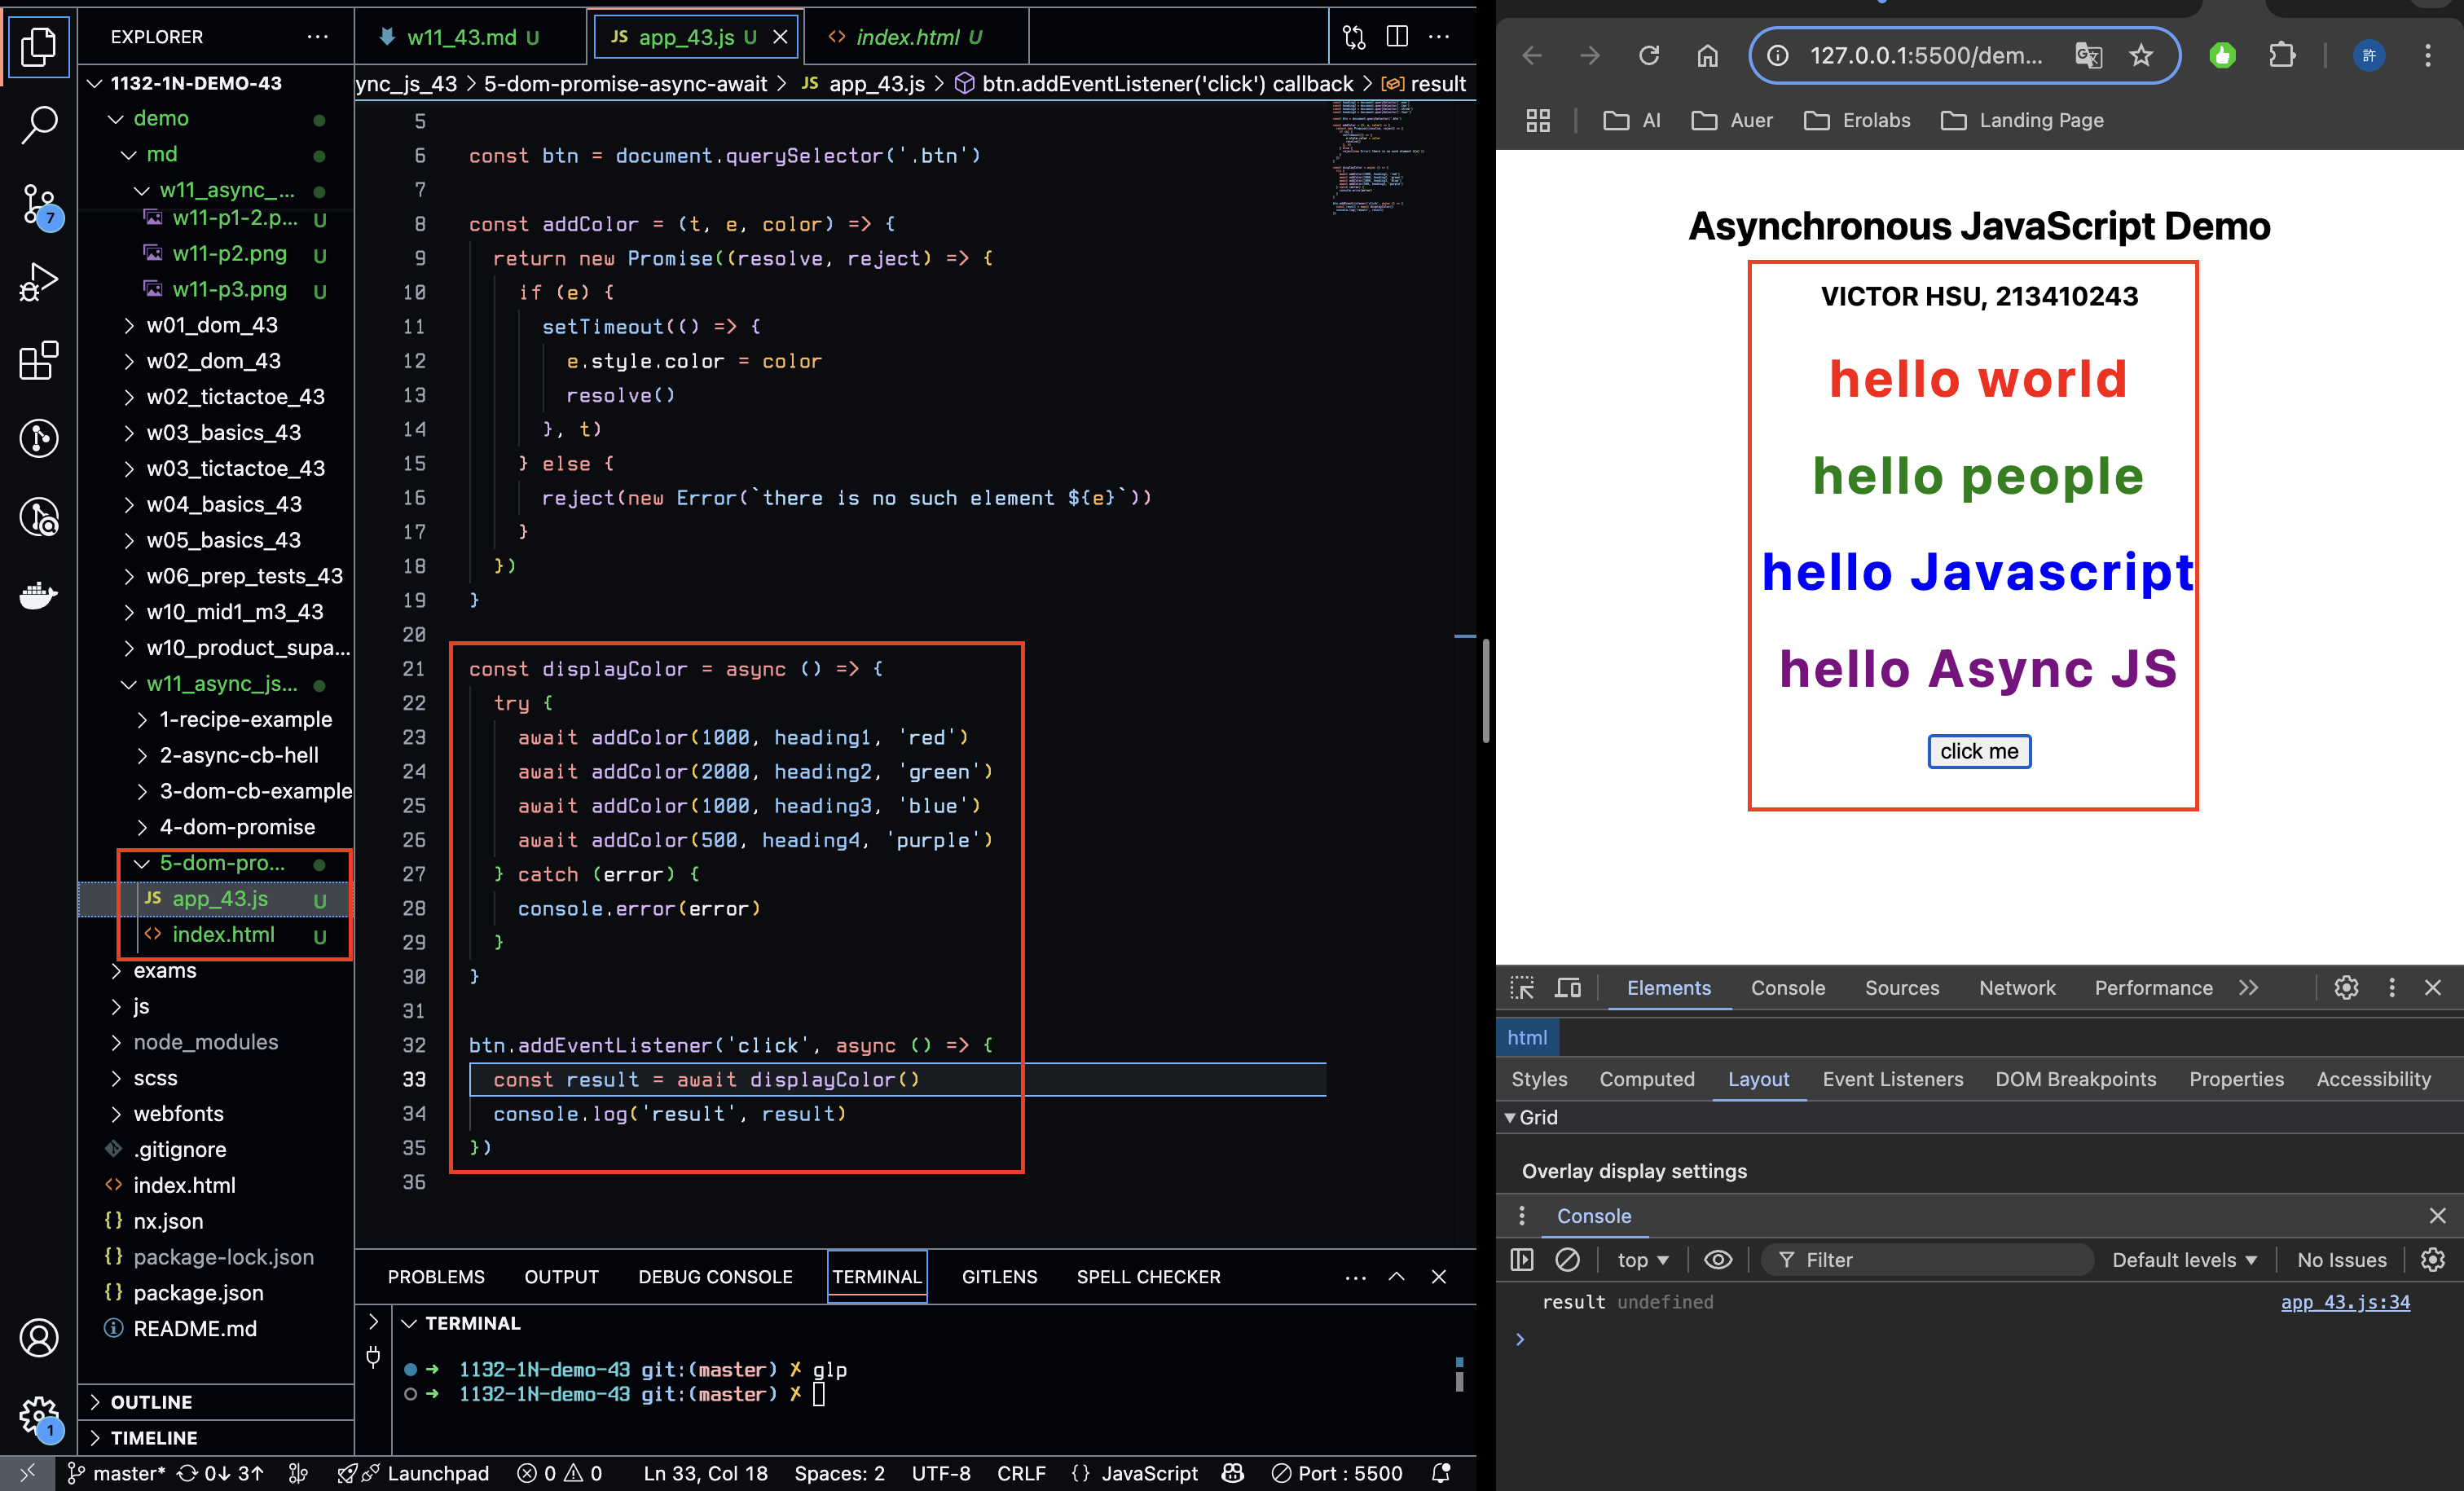 EXPLORER
1132-1N-DEMO-43
demo
md
w11_async_...
w11-p1-2.p... U
w11-p2.png U
w11-p3.png U
w01_dom_43
w02_dom_43
w02_tictactoe_43
w03_basics_43
w03_tictactoe_43
w04_basics_43
w05_basics_43
w06_prep_tests_43
w10_mid1_m3_43
w10_product_supa...
w11_async_js...
1-recipe-example
2-async-cb-hell
3-dom-cb-example
4-dom-promise
5-dom-pro...
JS app_43.js U
index.html U
exams
js
node_modules
scss
webfonts
.gitignore
index.html
nx.json
package-lock.json
package.json
README.md
OUTLINE
TIMELINE
7
1
w11_43.md U
JS app_43.js U
index.html U
ync_js_43 > 5-dom-promise-async-await > JS app_43.js > btn.addEventListener('click') callback > result
5
6 const btn = document.querySelector('.btn')
7
8 const addColor = (t, e, color) => {
9 return new Promise((resolve, reject) => {
10 if (e) {
11 setTimeout(() => {
12 e.style.color = color
13 resolve()
14 }, t)
15 } else {
16 reject(new Error(`there is no such element ${e}`))
17 }
18 })
19 }
20
21 const displayColor = async () => {
22 try {
23 await addColor(1000, heading1, 'red')
24 await addColor(2000, heading2, 'green')
25 await addColor(1000, heading3, 'blue')
26 await addColor(500, heading4, 'purple')
27 } catch (error) {
28 console.error(error)
29 }
30 }
31
32 btn.addEventListener('click', async () => {
33 const result = await displayColor()
34 console.log('result', result)
35 })
36
PROBLEMS OUTPUT DEBUG CONSOLE TERMINAL GITLENS SPELL CHECKER
TERMINAL
➜ 1132-1N-demo-43 git:(master) ✗ glp
➜ 1132-1N-demo-43 git:(master) ✗
master* 0↓ 3↑ Launchpad 0 0 Ln 33, Col 18 Spaces: 2 UTF-8 CRLF {} JavaScript Port : 5500
127.0.0.1:5500/dem...
許
AI Auer Erolabs Landing Page
Asynchronous JavaScript Demo
VICTOR HSU, 213410243
hello world
hello people
hello Javascript
hello Async JS
click me
Elements Console Sources Network Performance
html
Styles Computed Layout Event Listeners DOM Breakpoints Properties Accessibility
Grid
Overlay display settings
Console
top Filter Default levels No Issues
result undefined app_43.js:34